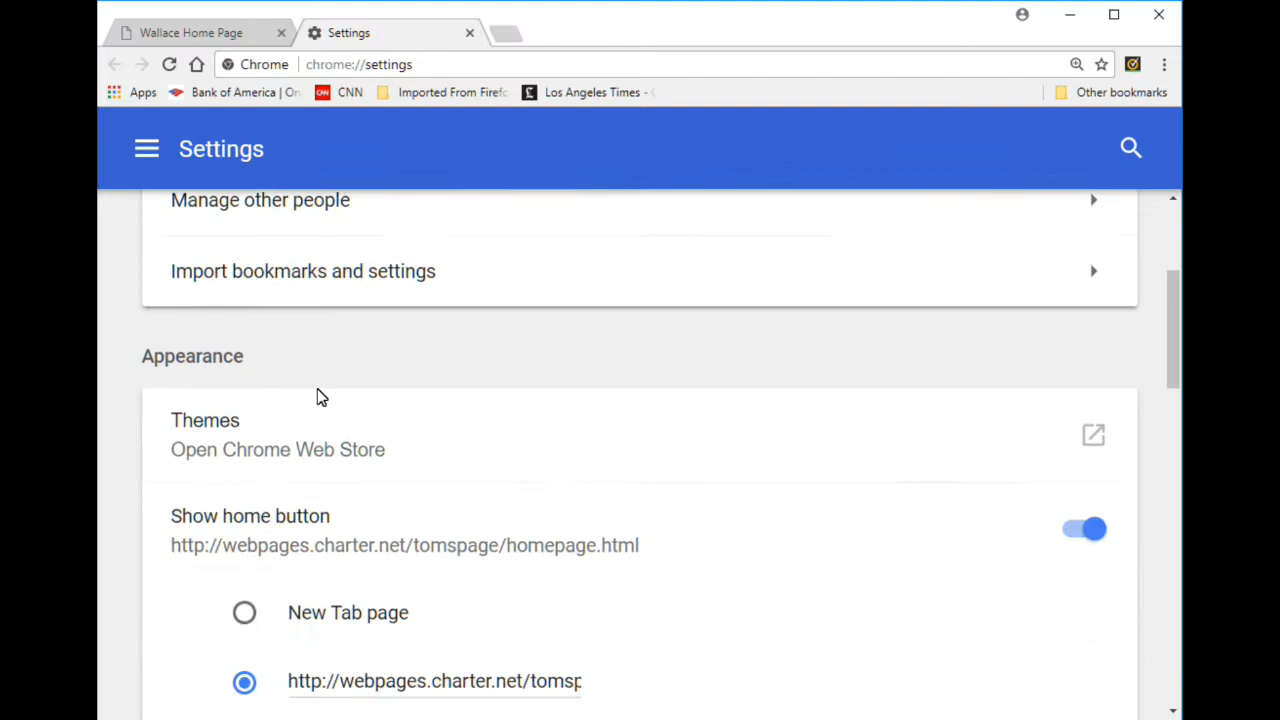 Wallace Home Page
Settings
Chrome
chrome://settings
Apps
Bank of America | On
CNN
CNN
Imported From Firefo
L
Los Angeles Times -
Other bookmarks
Settings
Manage other people
Import bookmarks and settings
Appearance
Themes
Open Chrome Web Store
Show home button
http://webpages.charter.net/tomspage/homepage.html
New Tab page
http://webpages.charter.net/tomsp